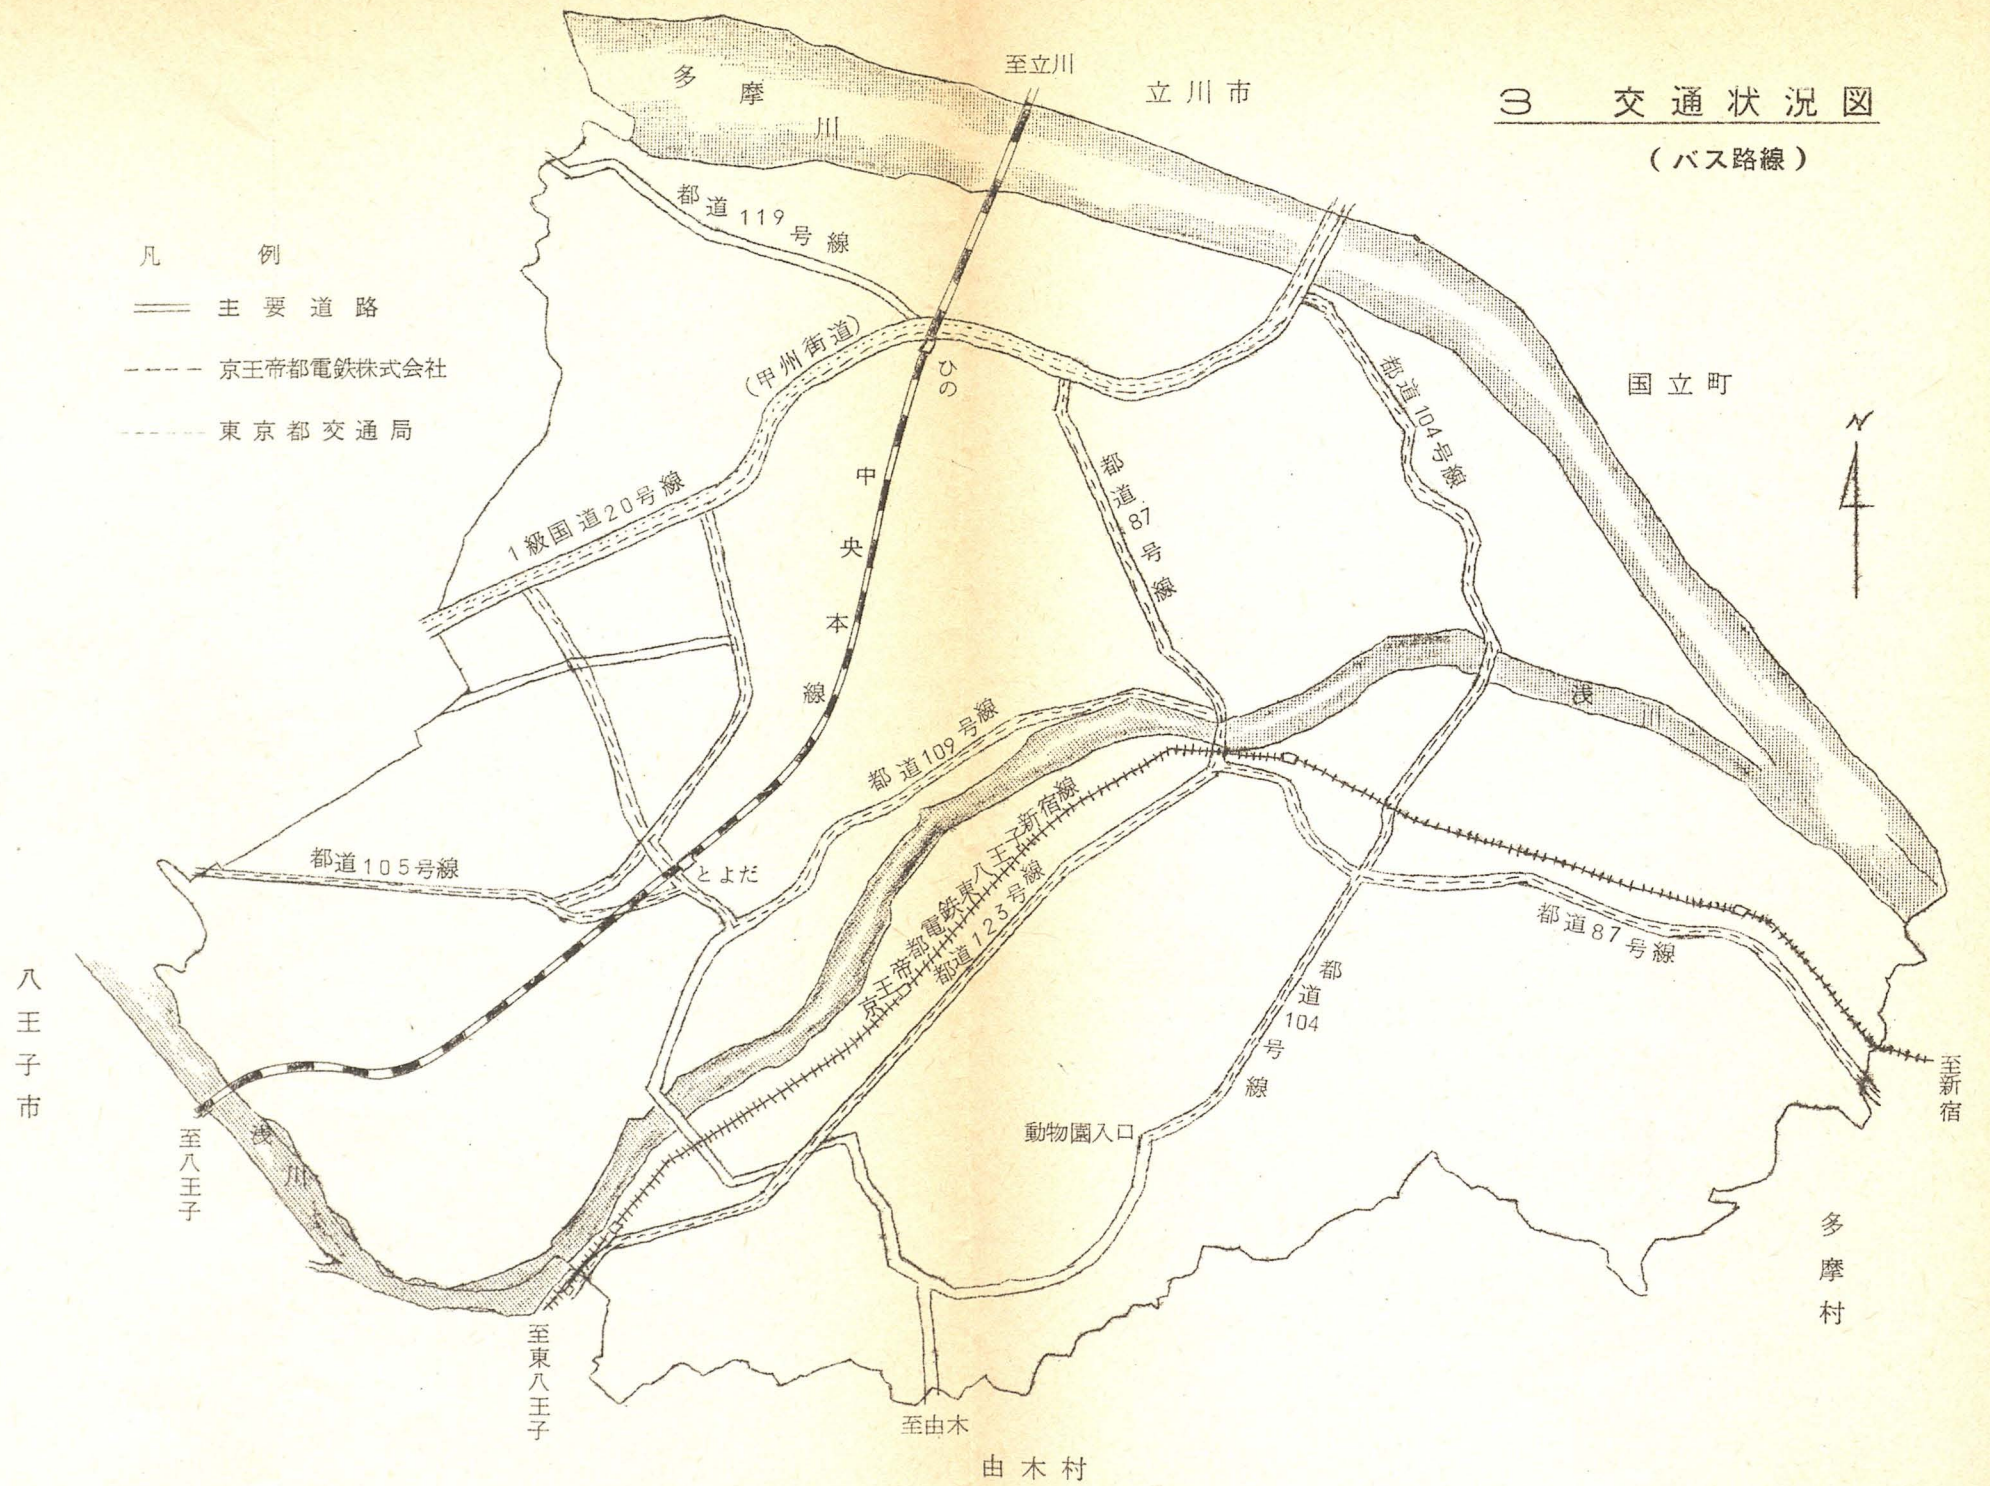 3 交通状況図
(バス路線)
凡例
主要道路
京王帝都電鉄株式会社
東京都交通局
多摩川
至立川
立川市
国立町
N
都道119号線
(甲州街道)
ひの
1級国道20号線
中央本線
都道87号線
都道104号線
浅
都道109号線
京王帝都電鉄東八王子新宿線
都道123号線
都道105号線
とよだ
都道87号線
都道104号線
動物園入口
八王子市
至八王子
浅川
至東八王子
至由木
由木村
至新宿
多摩村